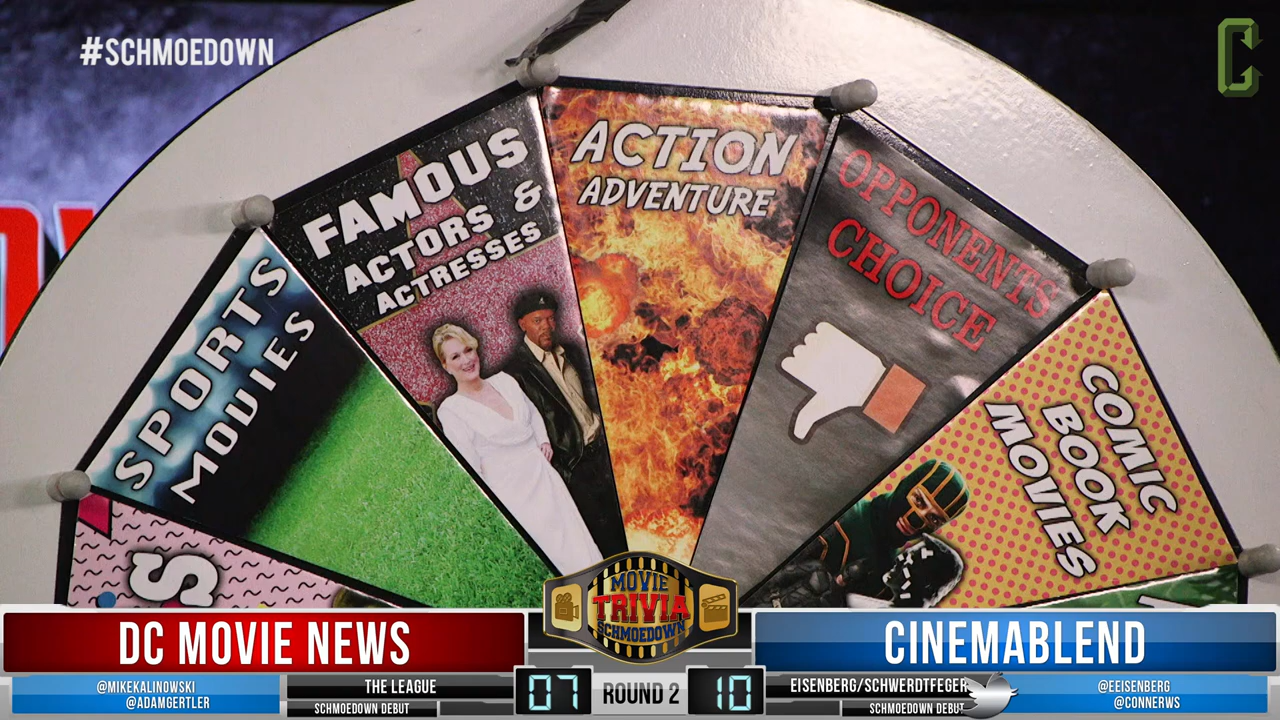 #SCHMOEDOWN
SPORTS
MOVIES
FAMOUS
ACTORS &
ACTRESSES
ACTION
ADVENTURE
OPPONENTS
CHOICE
COMIC
BOOK
MOVIES
MOVIE
TRIVIA
SCHMOEDOWN
DC MOVIE NEWS
CINEMABLEND
@MIKEKALINOWSKI
@ADAMGERTLER
THE LEAGUE
SCHMOEDOWN DEBUT
07
ROUND 2
10
EISENBERG/SCHWERDTFEGER
SCHMOEDOWN DEBUT
@EEISENBERG
@CONNERWS